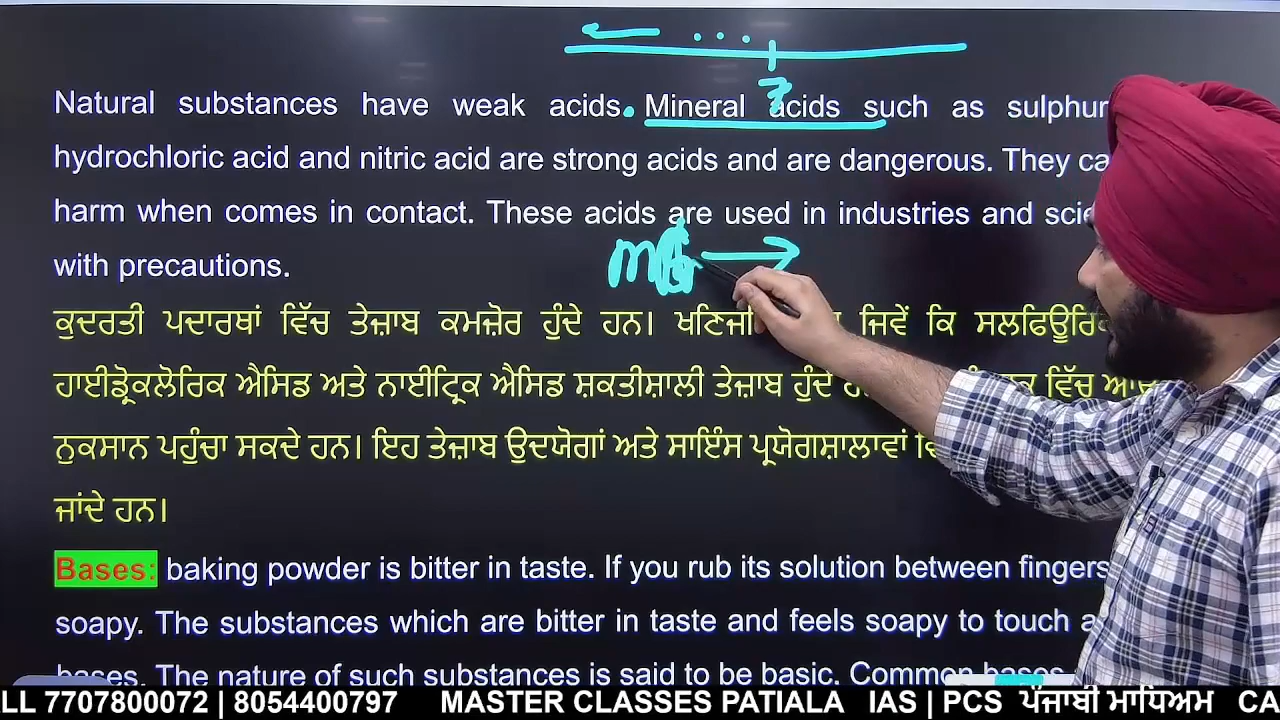 7
Natural substances have weak acids. Mineral acids such as sulphur
hydrochloric acid and nitric acid are strong acids and are dangerous. They ca
harm when comes in contact. These acids are used in industries and scie
with precautions.
ਕੁਦਰਤੀ ਪਦਾਰਥਾਂ ਵਿੱਚ ਤੇਜ਼ਾਬ ਕਮਜ਼ੋਰ ਹੁੰਦੇ ਹਨ। ਖਣਿਜੀ ਜਿਵੇਂ ਕਿ ਸਲਫਿਊਰਿਕ
ਹਾਈਡ੍ਰੋਕਲੋਰਿਕ ਐਸਿਡ ਅਤੇ ਨਾਈਟ੍ਰਿਕ ਐਸਿਡ ਸ਼ਕਤੀਸ਼ਾਲੀ ਤੇਜ਼ਾਬ ਹੁੰਦੇ ਵਿੱਚ
ਨੁਕਸਾਨ ਪਹੁੰਚਾ ਸਕਦੇ ਹਨ। ਇਹ ਤੇਜ਼ਾਬ ਉਦਯੋਗਾਂ ਅਤੇ ਸਾਇੰਸ ਪ੍ਰਯੋਗਸ਼ਾਲਾਵਾਂ
ਜਾਂਦੇ ਹਨ।
Bases: baking powder is bitter in taste. If you rub its solution between fingers
soapy. The substances which are bitter in taste and feels soapy to touch a
bases. The nature of such substances is said to be basic. Common bases
LL 7707800072 | 8054400797 MASTER CLASSES PATIALA IAS | PCS ਪੰਜਾਬੀ ਮਾਧਿਅਮ CA